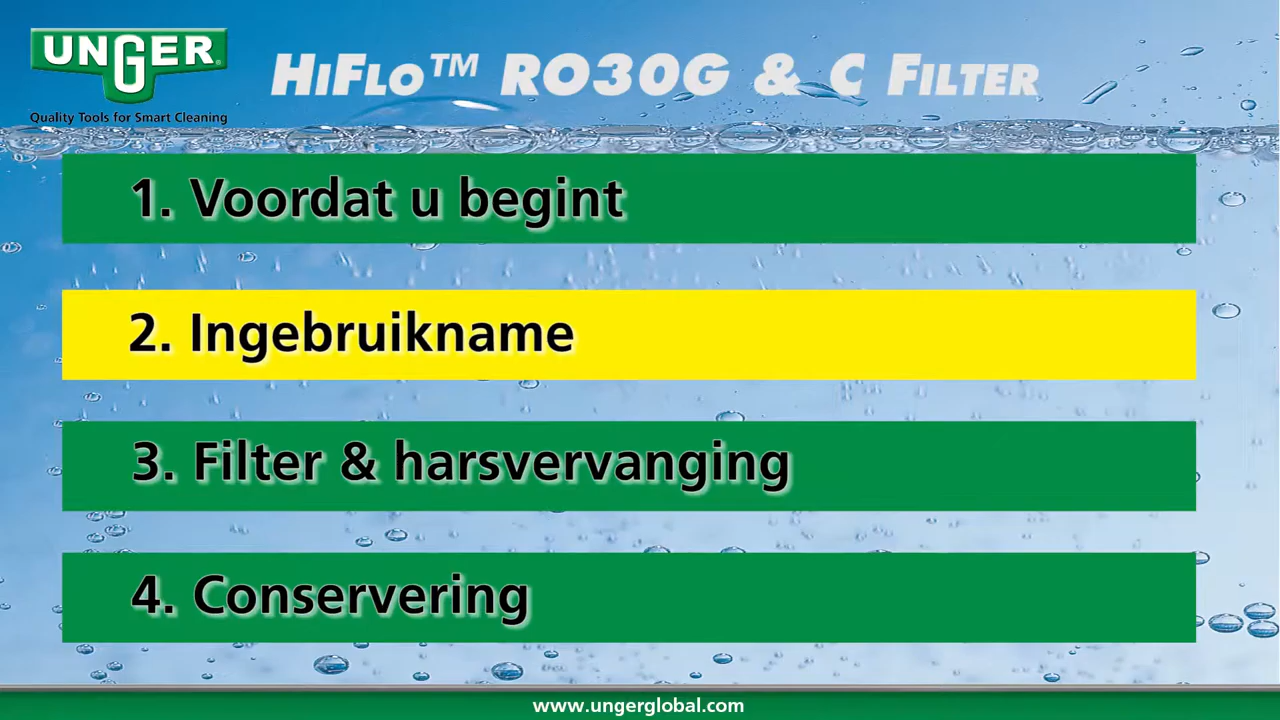 UNGER®
Quality Tools for Smart Cleaning
HIFLO™ RO30G & C FILTER
1. Voordat u begint
2. Ingebruikname
3. Filter & harsvervanging
4. Conservering
www.ungerglobal.com